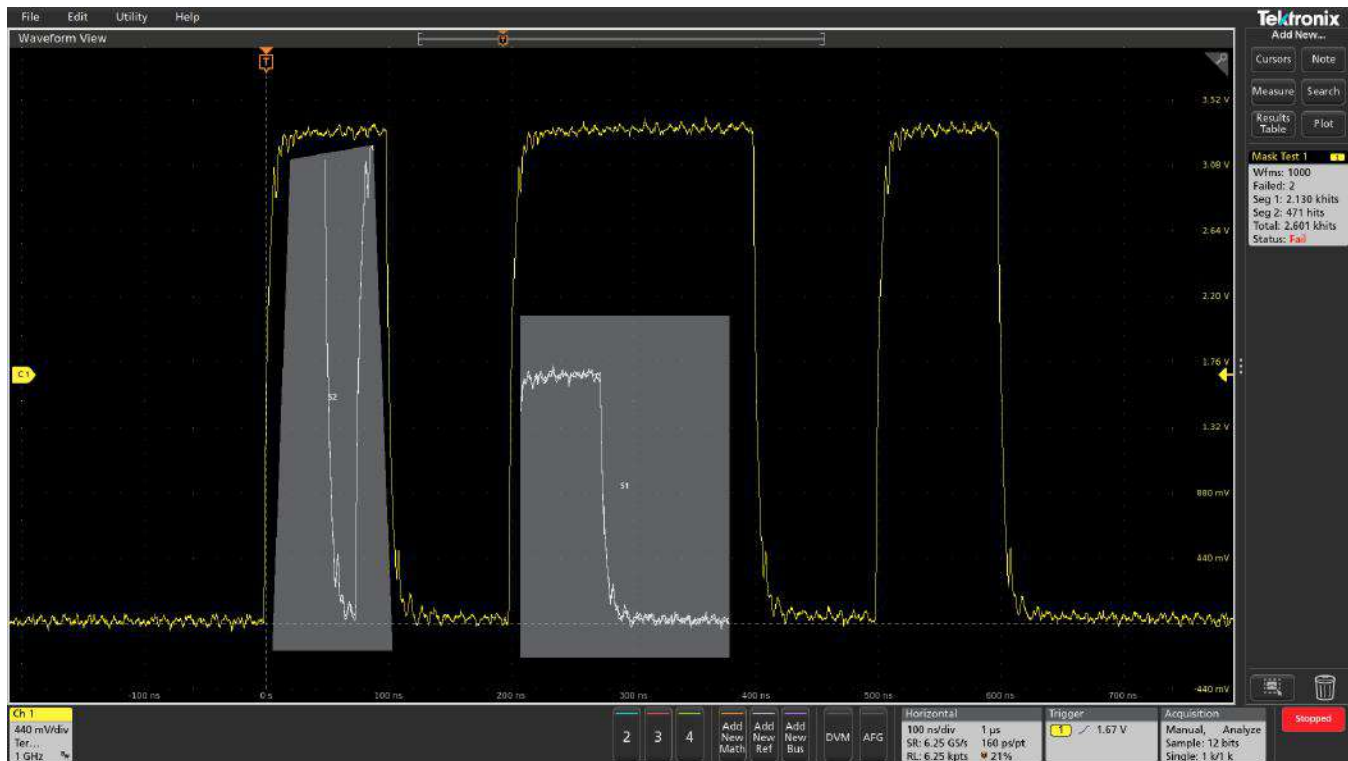 File Edit Utility Help
Tektronix
Waveform View
Add New...
Cursors Note
Measure Search
Results Table Plot
Mask Test 1 1
Wfms: 1000
Failed: 2
Seg 1: 2.130 khits
Seg 2: 471 hits
Total: 2.601 khits
Status: Fail
T
3.52 V
3.08 V
2.64 V
2.20 V
1.76 V
1.32 V
880 mV
440 mV
0 V
-440 mV
C1
S2
S1
-100 ns 0 s 100 ns 200 ns 300 ns 400 ns 500 ns 600 ns 700 ns
Ch 1
440 mV/div
Ter...
1 GHz
2 3 4
Add New Math
Add New Ref
Add New Bus
DVM AFG
Horizontal
100 ns/div 1 µs
SR: 6.25 GS/s 160 ps/pt
RL: 6.25 kpts 21%
Trigger
1 1.67 V
Acquisition
Manual, Analyze
Sample: 12 bits
Single: 1 k/1 k
Stopped